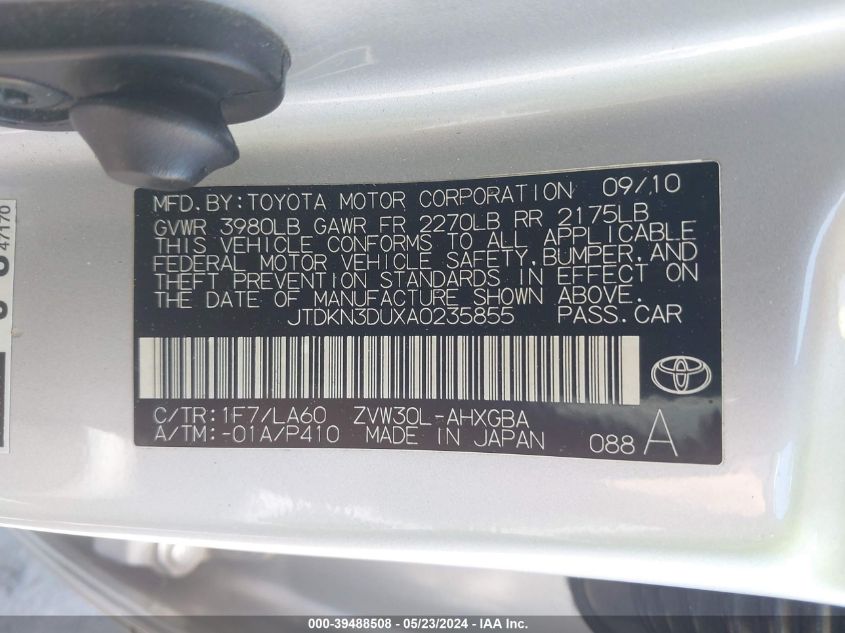 MFD. BY: TOYOTA MOTOR CORPORATION 09/10
GVWR 3980LB GAWR FR 2270LB RR 2175LB
THIS VEHICLE CONFORMS TO ALL APPLICABLE
FEDERAL MOTOR VEHICLE SAFETY, BUMPER, AND
THEFT PREVENTION STANDARDS IN EFFECT ON
THE DATE OF MANUFACTURE SHOWN ABOVE.
JTDKN3DUXA0235855 PASS. CAR
C/TR: 1F7/LA60 ZVW30L-AHXGBA
A/TM: -01A/P410 MADE IN JAPAN 088 A
47170
000-39488508 - 05/23/2024 - IAA Inc.